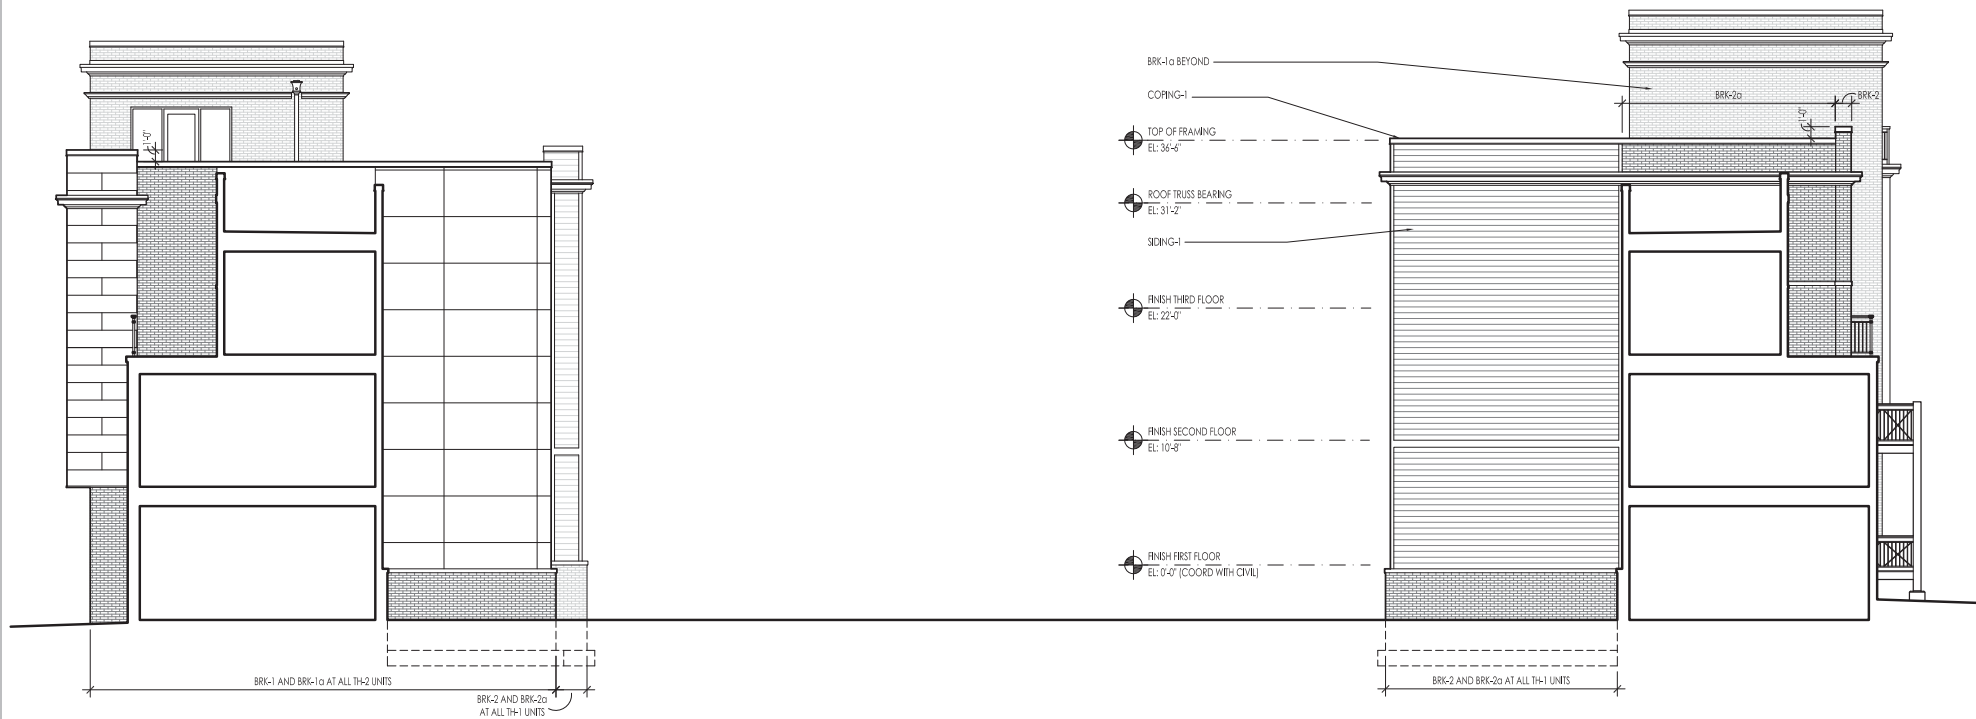 BRK-1a BEYOND
COPING-1
BRK-2a
BRK-2
1'-0"
1'-0"
TOP OF FRAMING
EL: 36'-6"
ROOF TRUSS BEARING
EL: 31'-2"
SIDING-1
FINISH THIRD FLOOR
EL: 22'-0"
FINISH SECOND FLOOR
EL: 10'-8"
FINISH FIRST FLOOR
EL: 0'-0" (COORD WITH CIVIL)
BRK-1 AND BRK-1a AT ALL TH-2 UNITS
BRK-2 AND BRK-2a
AT ALL TH-1 UNITS
BRK-2 AND BRK-2a AT ALL TH-1 UNITS